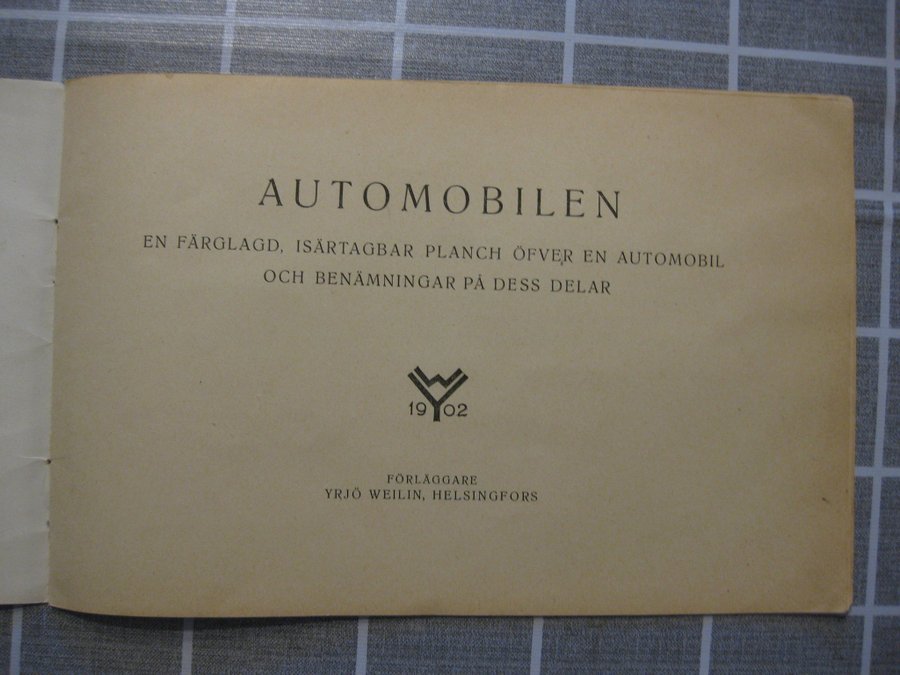 AUTOMOBILEN
EN FÄRGLAGD, ISÄRTAGBAR PLANCH ÖFVER EN AUTOMOBIL
OCH BENÄMNINGAR PÅ DESS DELAR
19 02
FÖRLÄGGARE
YRJÖ WEILIN, HELSINGFORS